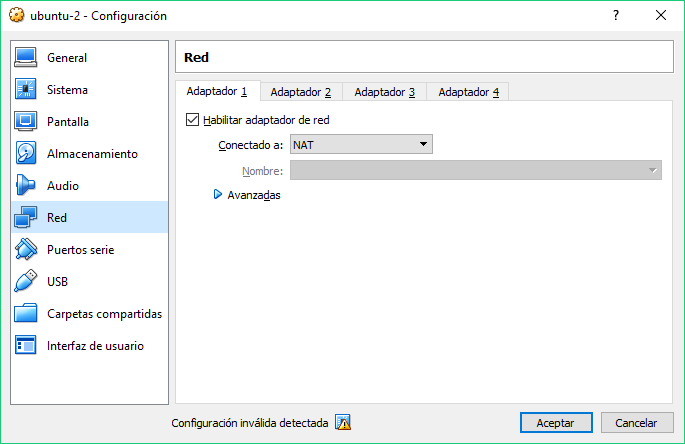 ubuntu-2 - Configuración
General
Sistema
Pantalla
Almacenamiento
Audio
Red
Puertos serie
USB
Carpetas compartidas
Interfaz de usuario
Red
Adaptador 1 Adaptador 2 Adaptador 3 Adaptador 4
Habilitar adaptador de red
Conectado a: NAT
Nombre:
Avanzadas
Configuración inválida detectada
Aceptar Cancelar